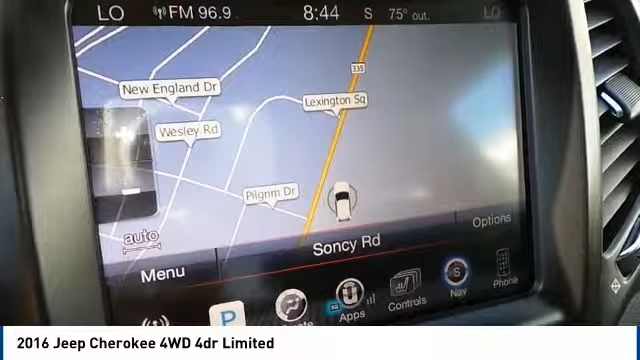 LO FM 96.9 8:44 S 75° out. LO
335
New England Dr
Lexington Sq
Wesley Rd
Pilgrim Dr
auto
Soncy Rd
Options
Menu
P
Apps
Controls
S
Nav
Phone
2016 Jeep Cherokee 4WD 4dr Limited